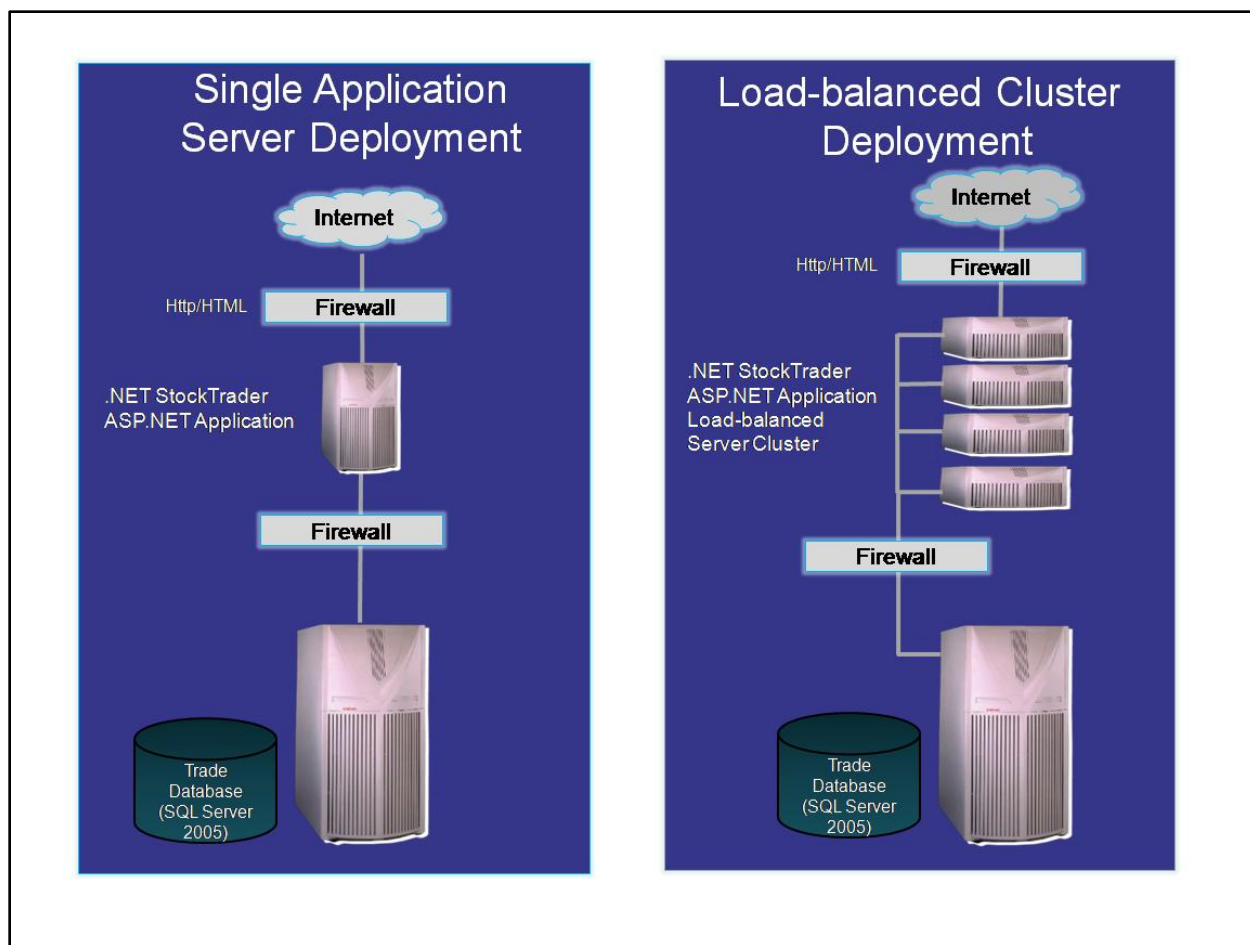 Single Application
Server Deployment
Internet
Http/HTML
Firewall
.NET StockTrader
ASP.NET Application
Firewall
Trade
Database
(SQL Server
2005)
Load-balanced Cluster
Deployment
Internet
Http/HTML
Firewall
.NET StockTrader
ASP.NET Application
Load-balanced
Server Cluster
Firewall
Trade
Database
(SQL Server
2005)